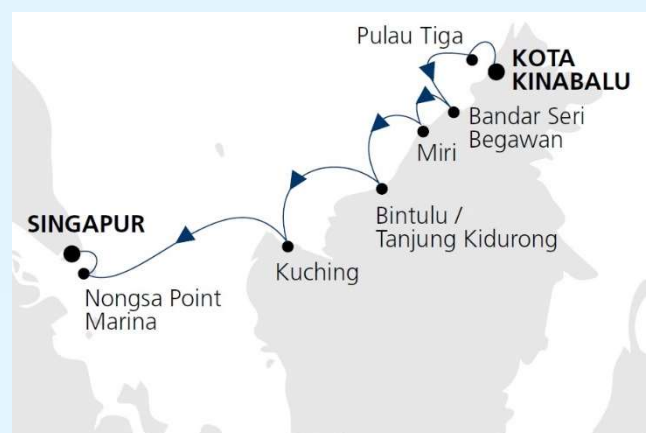 Pulau Tiga
KOTA
KINABALU
Bandar Seri
Begawan
Miri
Bintulu /
Tanjung Kidurong
Kuching
SINGAPUR
Nongsa Point
Marina